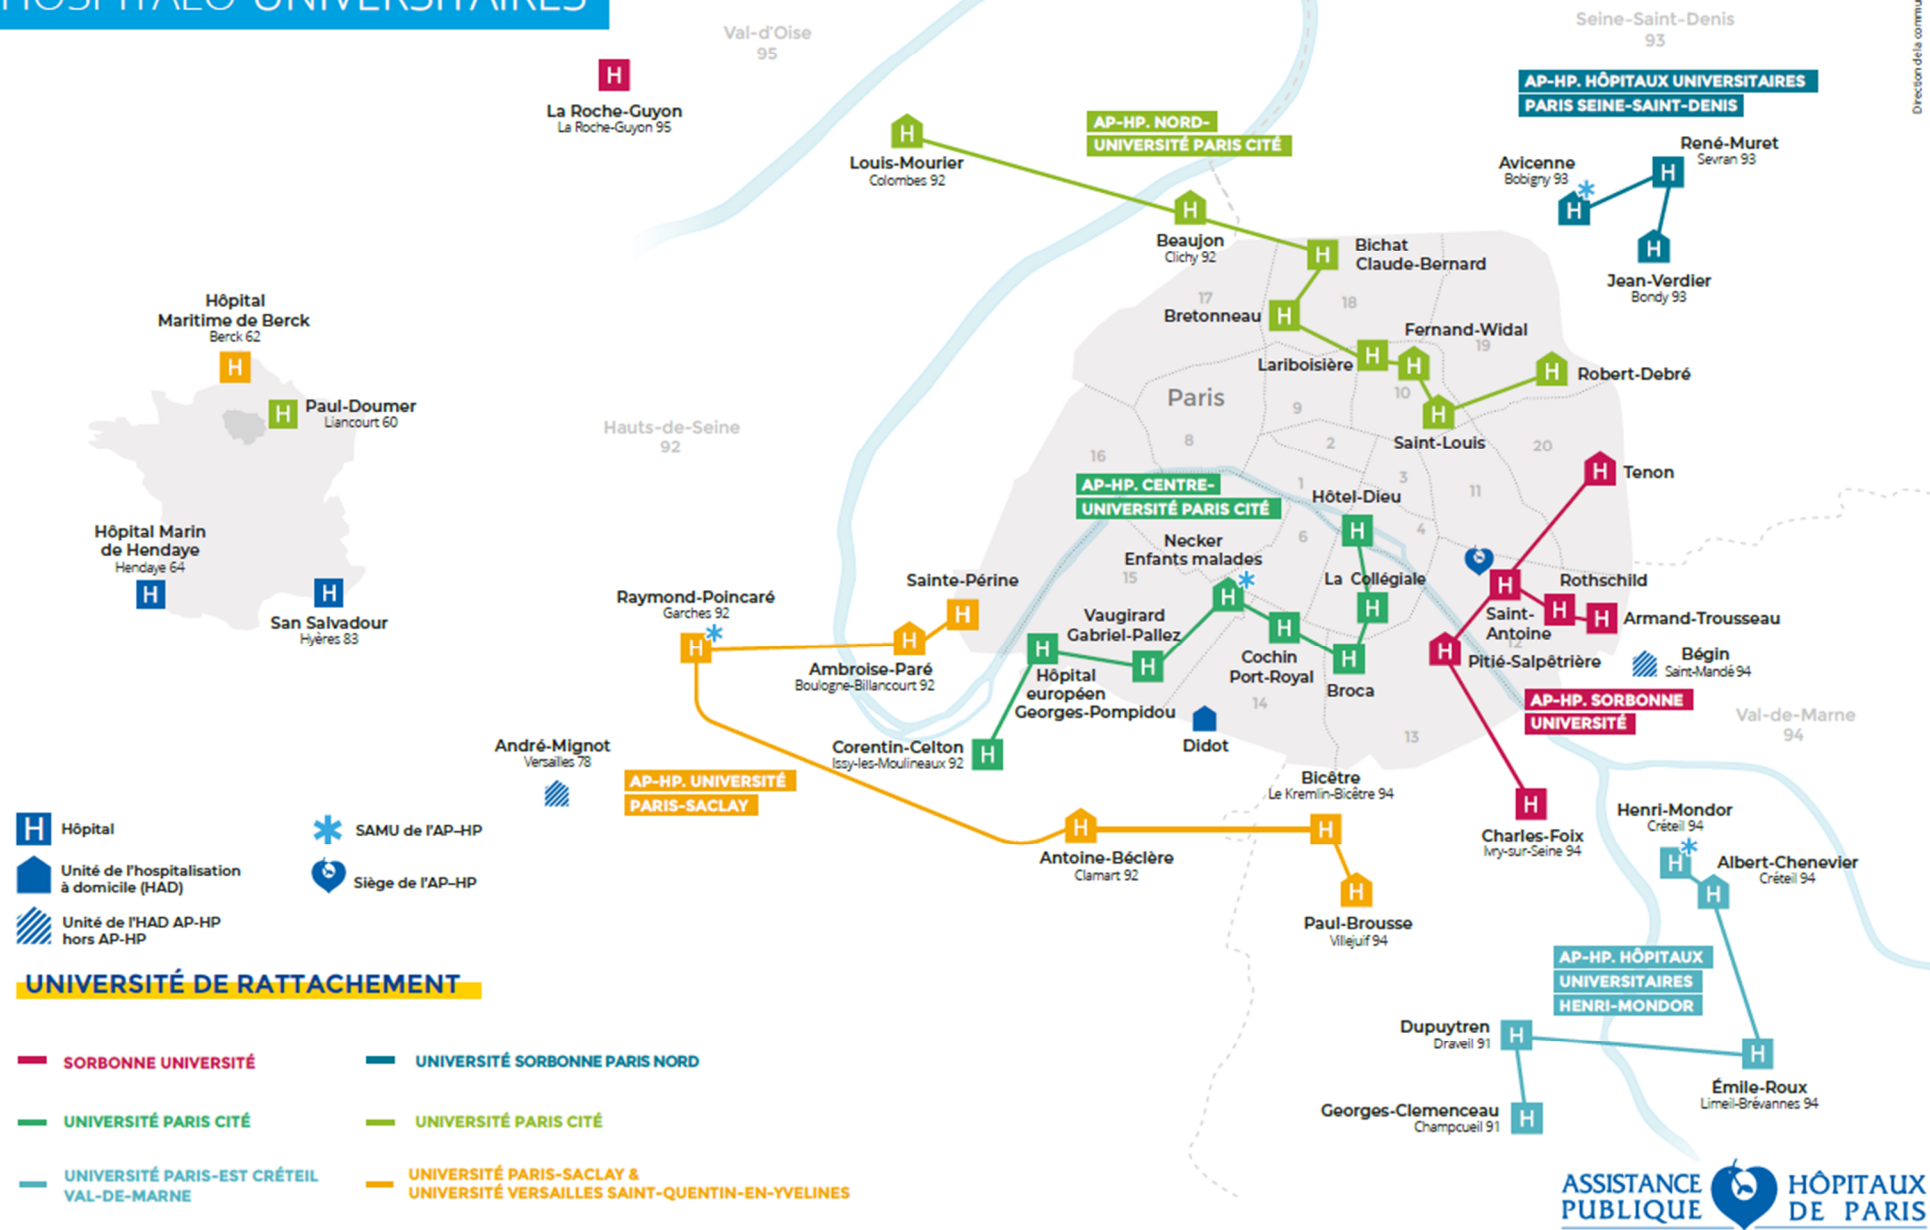 HOSPITALO-UNIVERSITAIRES
Val-d'Oise
95
Seine-Saint-Denis
93
H
La Roche-Guyon
La Roche-Guyon 95
AP-HP. HÔPITAUX UNIVERSITAIRES
PARIS SEINE-SAINT-DENIS
AP-HP. NORD-
UNIVERSITÉ PARIS CITÉ
H
Louis-Mourier
Colombes 92
René-Muret
Sevran 93
H
Avicenne
Bobigny 93
H
H
Jean-Verdier
Bondy 93
H
Beaujon
Clichy 92
H
Bichat
Claude-Bernard
17
18
Bretonneau
H
Fernand-Widal
19
Lariboisière
H
H
H
Robert-Debré
Paris
9
10
H
Saint-Louis
8
2
20
16
Hôpital
Maritime de Berck
Berck 62
H
H
Paul-Doumer
Liancourt 60
Hauts-de-Seine
92
Hôpital Marin
de Hendaye
Hendaye 64
H
H
San Salvador
Hyères 83
AP-HP. CENTRE-
UNIVERSITÉ PARIS CITÉ
1
3
11
H
Tenon
Hôtel-Dieu
H
4
6
Necker
Enfants malades
15
H
La Collégiale
H
Rothschild
H
H
H
Armand-Trousseau
Saint-
Antoine
12
H
Pitié-Salpêtrière
Bégin
Saint-Mandé 94
AP-HP. SORBONNE
UNIVERSITÉ
Val-de-Marne
94
Raymond-Poincaré
Garches 92
H
Sainte-Périne
H
H
Ambroise-Paré
Boulogne-Billancourt 92
Vaugirard
Gabriel-Pallez
H
H
Hôpital
européen
Georges-Pompidou
H
Cochin
Port-Royal
H
Broca
14
13
Didot
Corentin-Celton
Issy-les-Moulineaux 92
H
André-Mignot
Versailles 78
AP-HP. UNIVERSITÉ
PARIS-SACLAY
Bicêtre
Le Kremlin-Bicêtre 94
H
H
Antoine-Béclère
Clamart 92
H
Paul-Brousse
Villejuif 94
H
Charles-Foix
Ivry-sur-Seine 94
Henri-Mondor
Créteil 94
H
Albert-Chenevier
Créteil 94
H
AP-HP. HÔPITAUX
UNIVERSITAIRES
HENRI-MONDOR
Dupuytren
Draveil 91
H
H
Émile-Roux
Limeil-Brévannes 94
Georges-Clemenceau
Champcueil 91
H
H
Hôpital
SAMU de l'AP-HP
Unité de l'hospitalisation
à domicile (HAD)
Siège de l'AP-HP
Unité de l'HAD AP-HP
hors AP-HP
UNIVERSITÉ DE RATTACHEMENT
SORBONNE UNIVERSITÉ
UNIVERSITÉ SORBONNE PARIS NORD
UNIVERSITÉ PARIS CITÉ
UNIVERSITÉ PARIS CITÉ
UNIVERSITÉ PARIS-EST CRÉTEIL
VAL-DE-MARNE
UNIVERSITÉ PARIS-SACLAY &
UNIVERSITÉ VERSAILLES SAINT-QUENTIN-EN-YVELINES
ASSISTANCE
PUBLIQUE
HÔPITAUX
DE PARIS
Direction de la commu